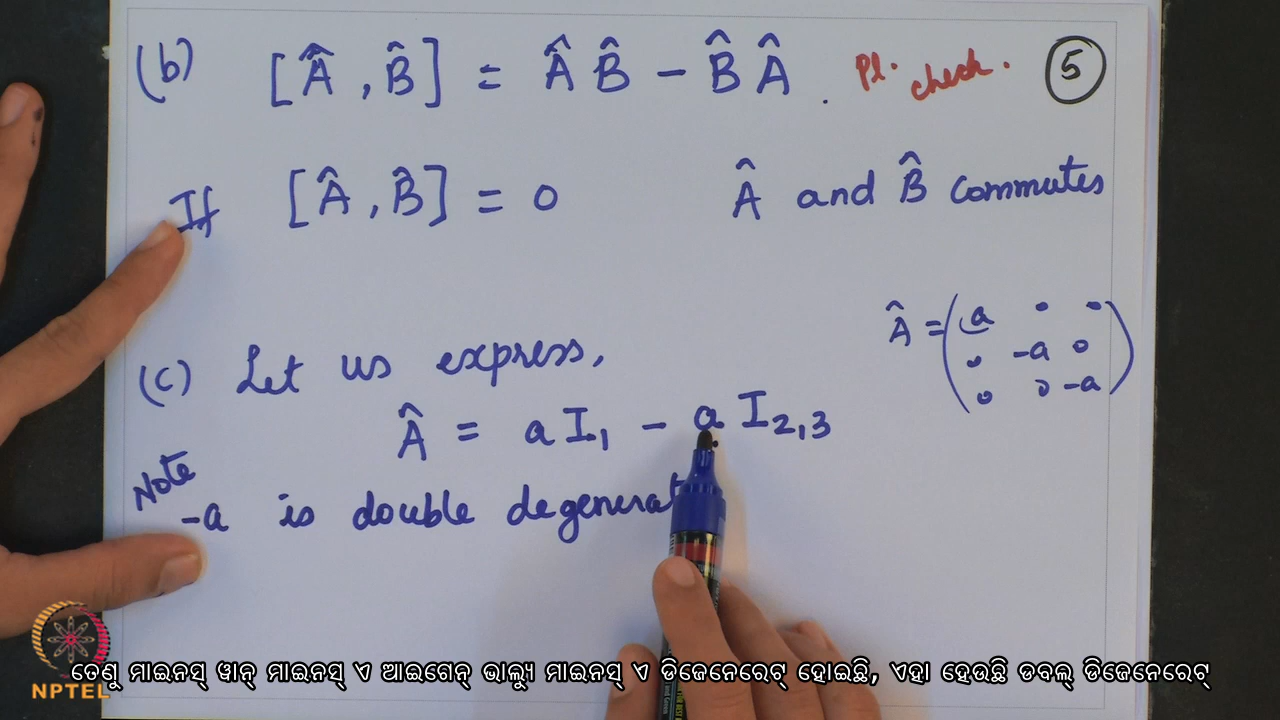 (b) [Â , B̂] = Â B̂ - B̂ Â . Pl. check. 5
If [Â , B̂] = 0 Â and B̂ commutes
Â = (a 0 0
0 -a 0
0 0 -a)
(c) Let us express,
Â = a I₁ - a I₂,₃
Note
-a is double degenerat
ତେଣୁ ମାଇନସ୍ ୱାନ୍ ମାଇନସ୍ ଏ ଆଇଗେନ୍ ଭାଲ୍ୟୁ ମାଇନସ୍ ଏ ଡିଜେନେରେଟ୍ ହୋଇଛି, ଏହା ହେଉଛି ଡବଲ୍ ଡିଜେନେରେଟ୍
NPTEL